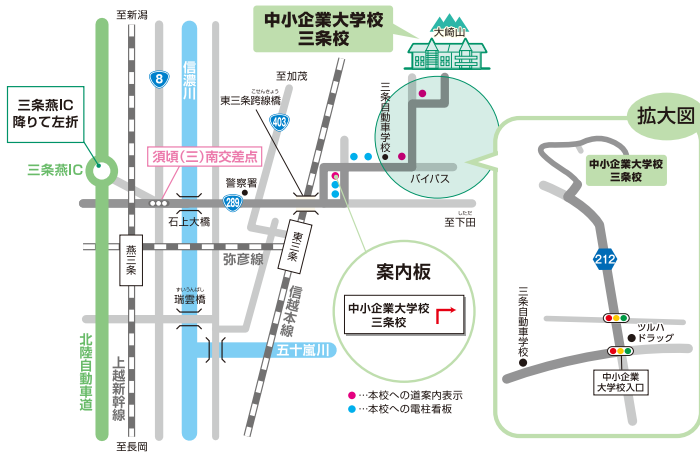 至新潟
8
信濃川
至加茂
403
こせんきょう
東三条跨線橋
中小企業大学校
三条校
大崎山
三条燕IC
降りて左折
三条燕IC
須頃(三)南交差点
警察署
289
石上大橋
三条自動車学校
バイパス
しただ
至下田
燕三条
弥彦線
東三条
ずいうんばし
瑞雲橋
信越本線
五十嵐川
北陸自動車道
上越新幹線
至長岡
案内板
中小企業大学校
三条校
…本校への道案内表示
…本校への電柱看板
拡大図
中小企業大学校
三条校
212
三条自動車学校
ツルハ
ドラッグ
中小企業
大学校入口